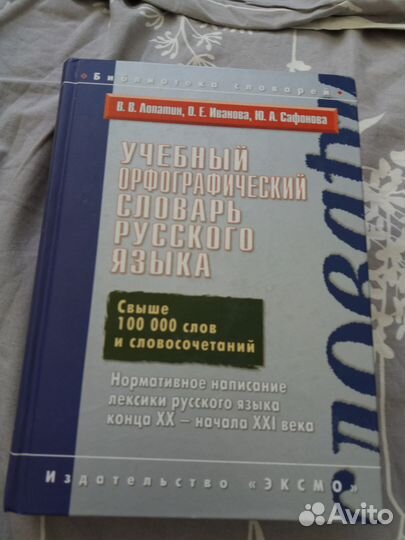 Библиотека словарей
В. В. Лопатин, О. Е. Иванова, Ю. А. Сафонова
УЧЕБНЫЙ
ОРФОГРАФИЧЕСКИЙ
СЛОВАРЬ
РУССКОГО
ЯЗЫКА
Свыше
100 000 слов
и словосочетаний
Нормативное написание
лексики русского языка
конца XX – начала XXI века
словари
Издательство «ЭКСМО»
Avito